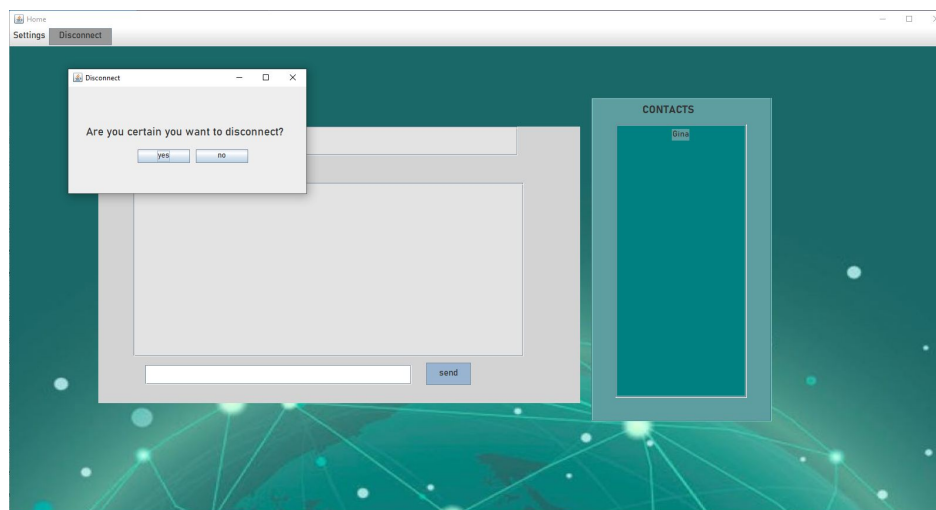 Home
Settings Disconnect
Disconnect
Are you certain you want to disconnect?
yes no
CONTACTS
Gina
send